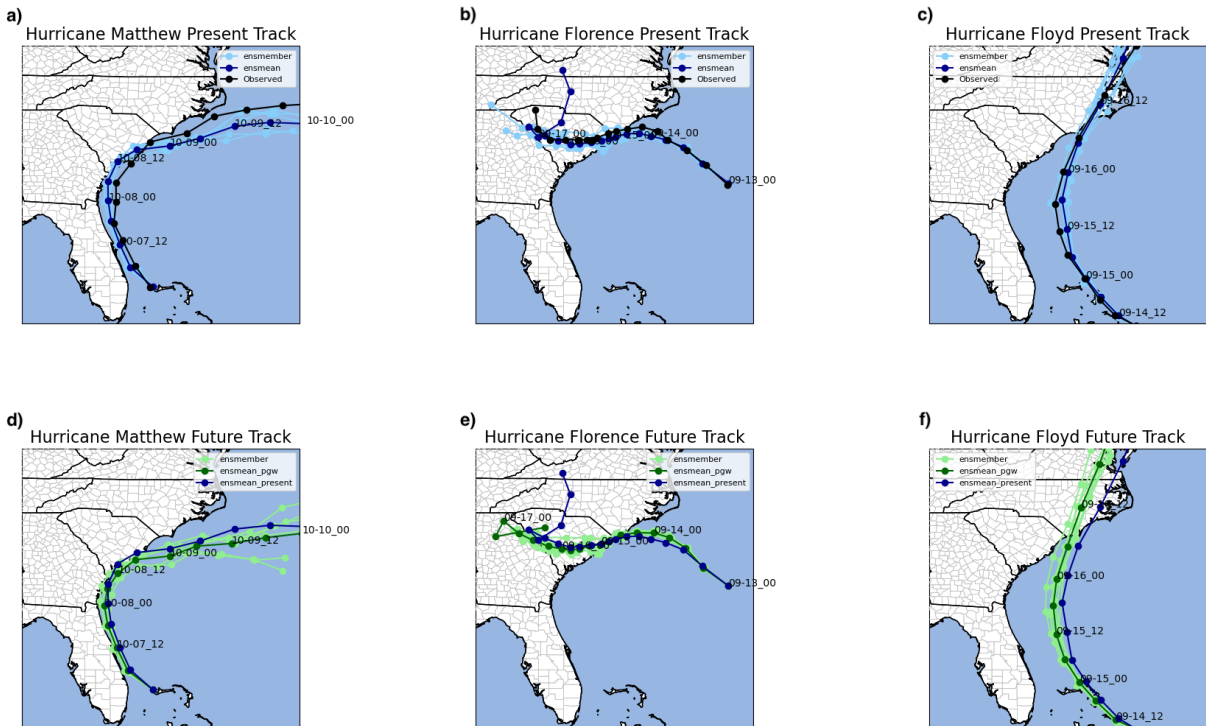 a)
Hurricane Matthew Present Track
ensmember
ensmean
Observed
10-10_00
10-09_12
10-09_00
10-08_12
10-08_00
10-07_12
b)
Hurricane Florence Present Track
ensmember
ensmean
Observed
09-17_00
09-14_00
09-13_00
c)
Hurricane Floyd Present Track
ensmember
ensmean
Observed
09-16_12
09-16_00
09-15_12
09-15_00
09-14_12
d)
Hurricane Matthew Future Track
ensmember
ensmean_pgw
ensmean_present
10-10_00
10-09_12
10-09_00
10-08_12
10-08_00
10-07_12
e)
Hurricane Florence Future Track
ensmember
ensmean_pgw
ensmean_present
09-17_00
09-14_00
09-15_00
09-13_00
f)
Hurricane Floyd Future Track
ensmember
ensmean_pgw
ensmean_present
09-16_00
09-15_12
09-15_00
09-14_12